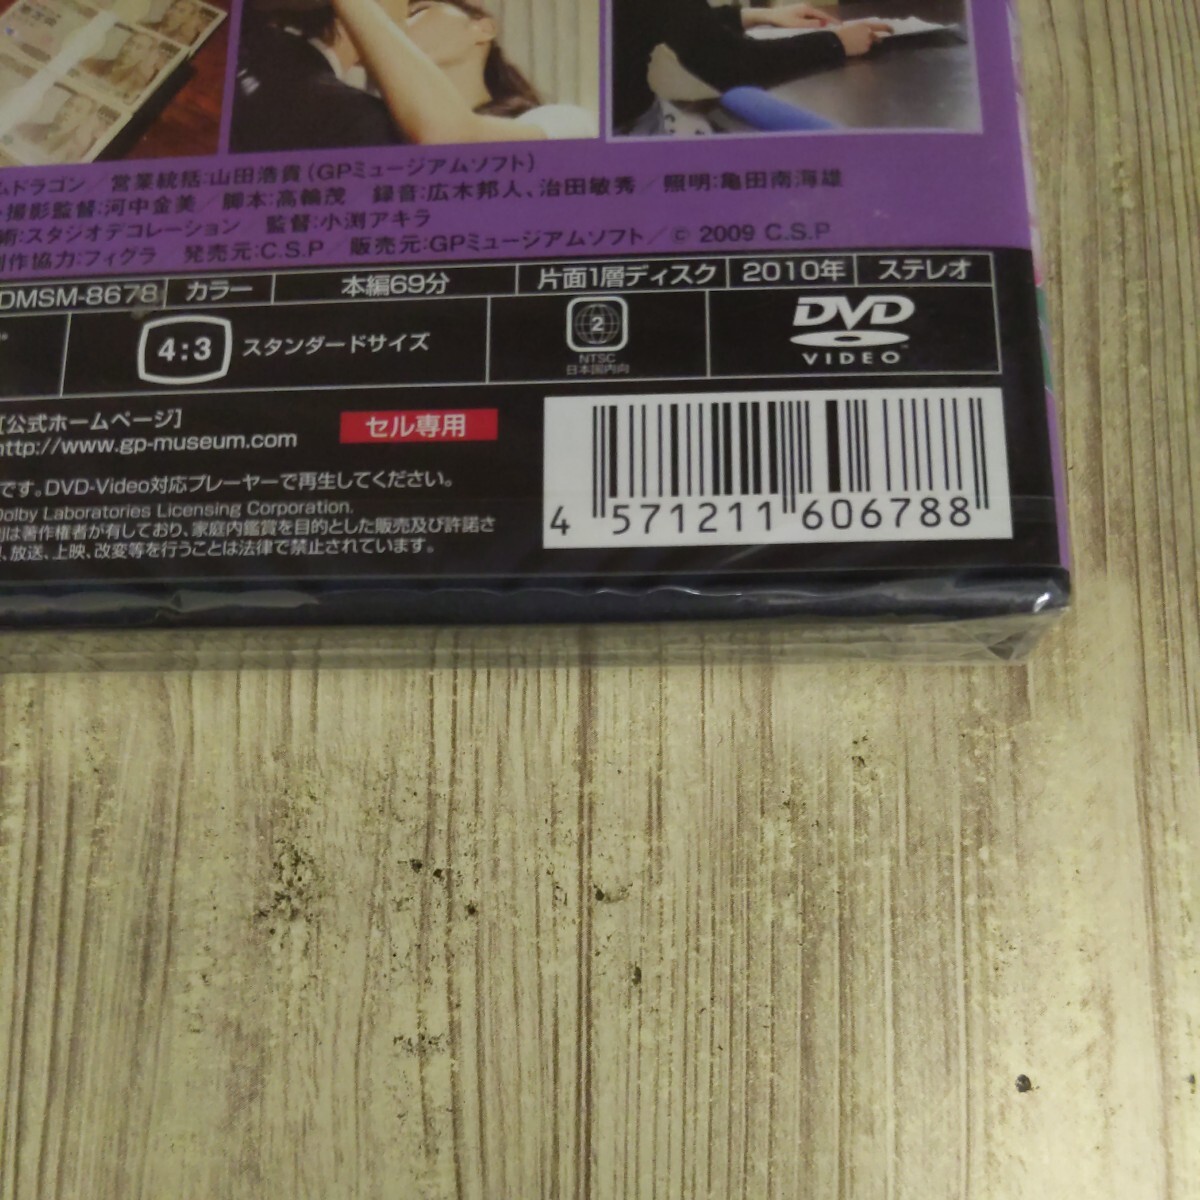 ムドラゴン／営業統括:山田浩貴(GPミュージアムソフト)
・撮影監督:河中金美／脚本:高輪茂 録音:広木邦人、治田敏秀／照明:亀田南海雄
術:スタジオデコレーション 監督:小渕アキラ
制作協力:フィグラ 発売元:C.S.P／販売元:GPミュージアムソフト／© 2009 C.S.P
DMSM-8678 カラー 本編69分 片面1層ディスク 2010年 ステレオ
4:3 スタンダードサイズ 2 NTSC 日本国内向 DVD VIDEO
[公式ホームページ] セル専用
http://www.gp-museum.com
です。DVD-Video対応プレーヤーで再生してください。
Dolby Laboratories Licensing Corporation.
利は著作権者が有しており、家庭内鑑賞を目的とした販売及び許諾さ
、放送、上映、改変等を行うことは法律で禁止されています。
4 571211 606788